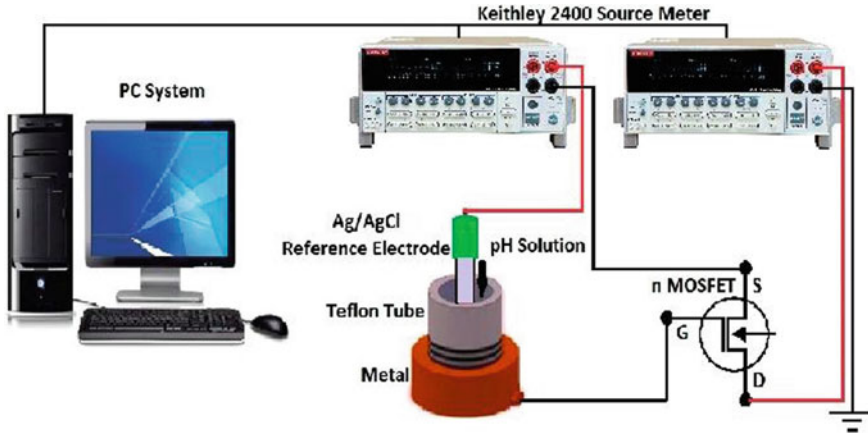 Keithley 2400 Source Meter
PC System
Ag/AgCl
Reference Electrode
pH Solution
n MOSFET
S
Teflon Tube
G
Metal
D